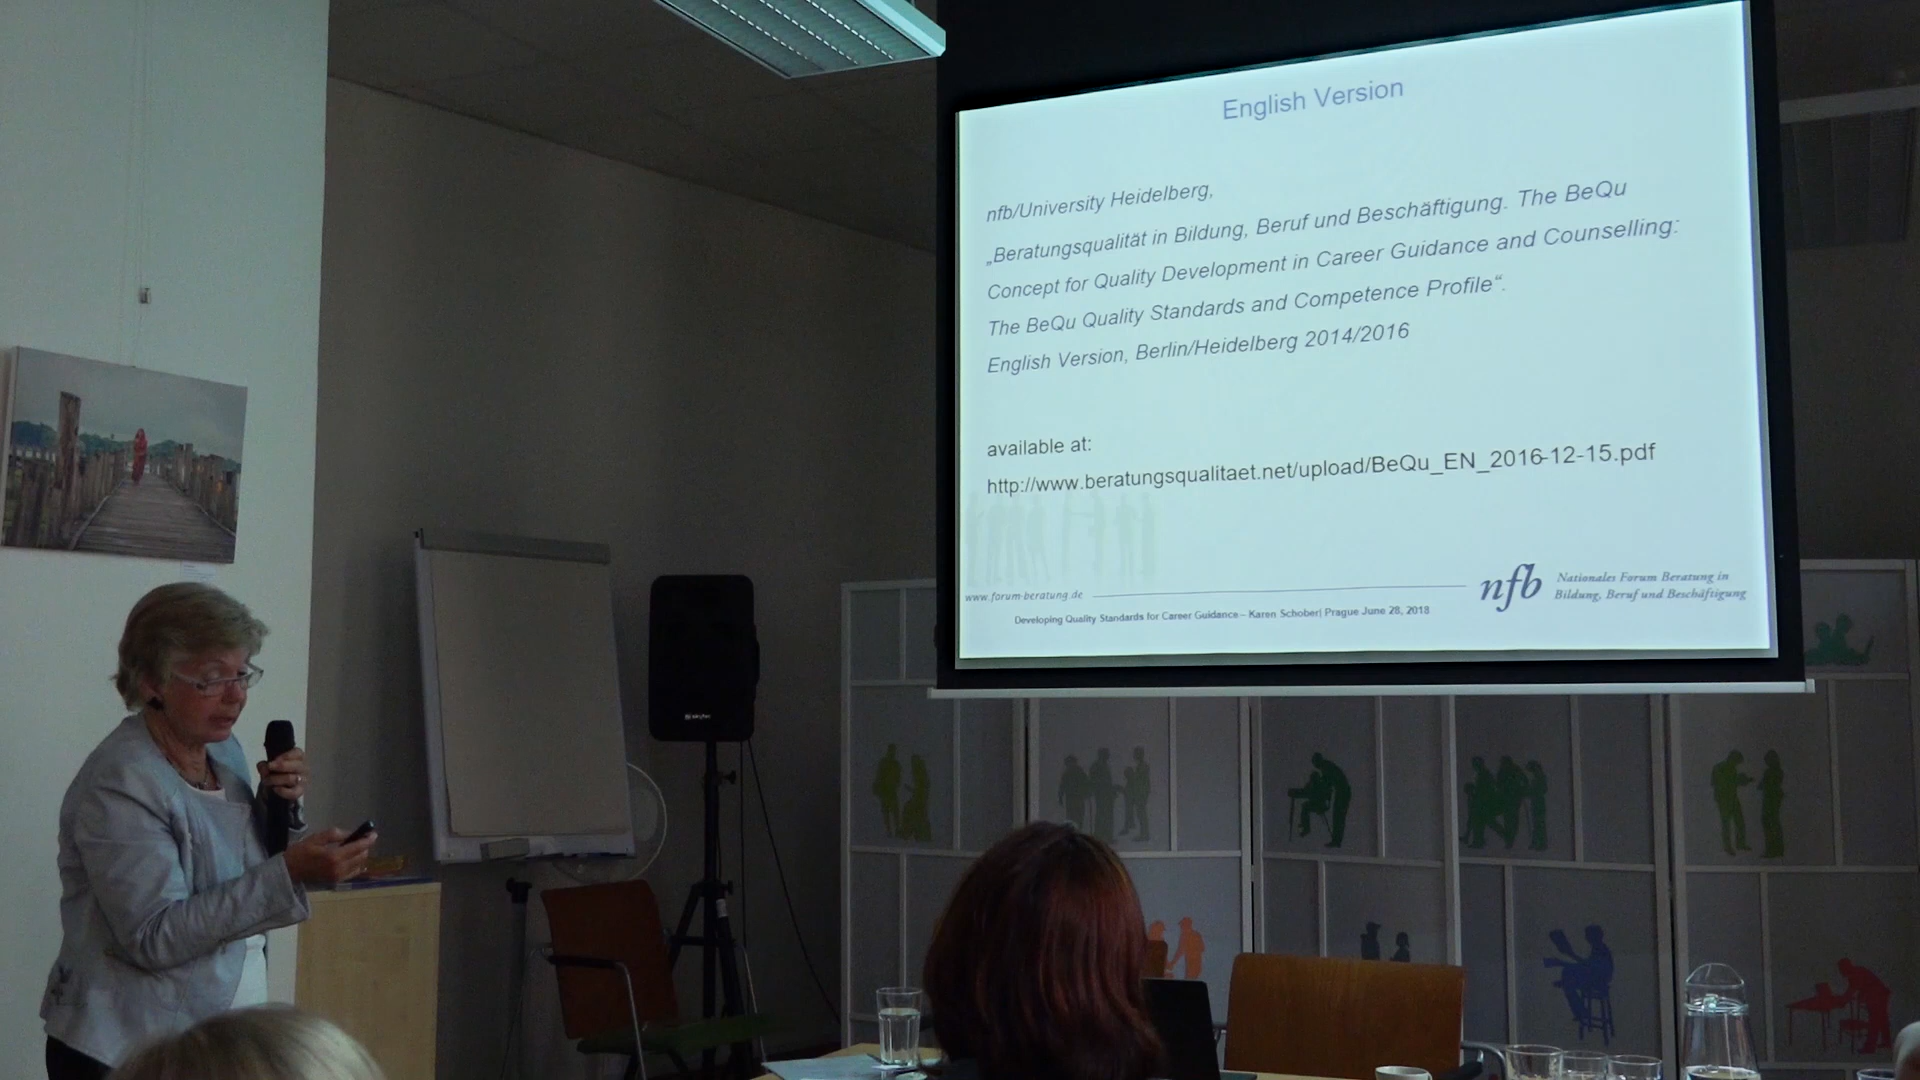 English Version
nfb/University Heidelberg,
„Beratungsqualität in Bildung, Beruf und Beschäftigung. The BeQu
Concept for Quality Development in Career Guidance and Counselling:
The BeQu Quality Standards and Competence Profile“.
English Version, Berlin/Heidelberg 2014/2016
available at:
http://www.beratungsqualitaet.net/upload/BeQu_EN_2016-12-15.pdf
www.forum-beratung.de
nfb Nationales Forum Beratung in
Bildung, Beruf und Beschäftigung
Developing Quality Standards for Career Guidance – Karen Schober| Prague June 28, 2018